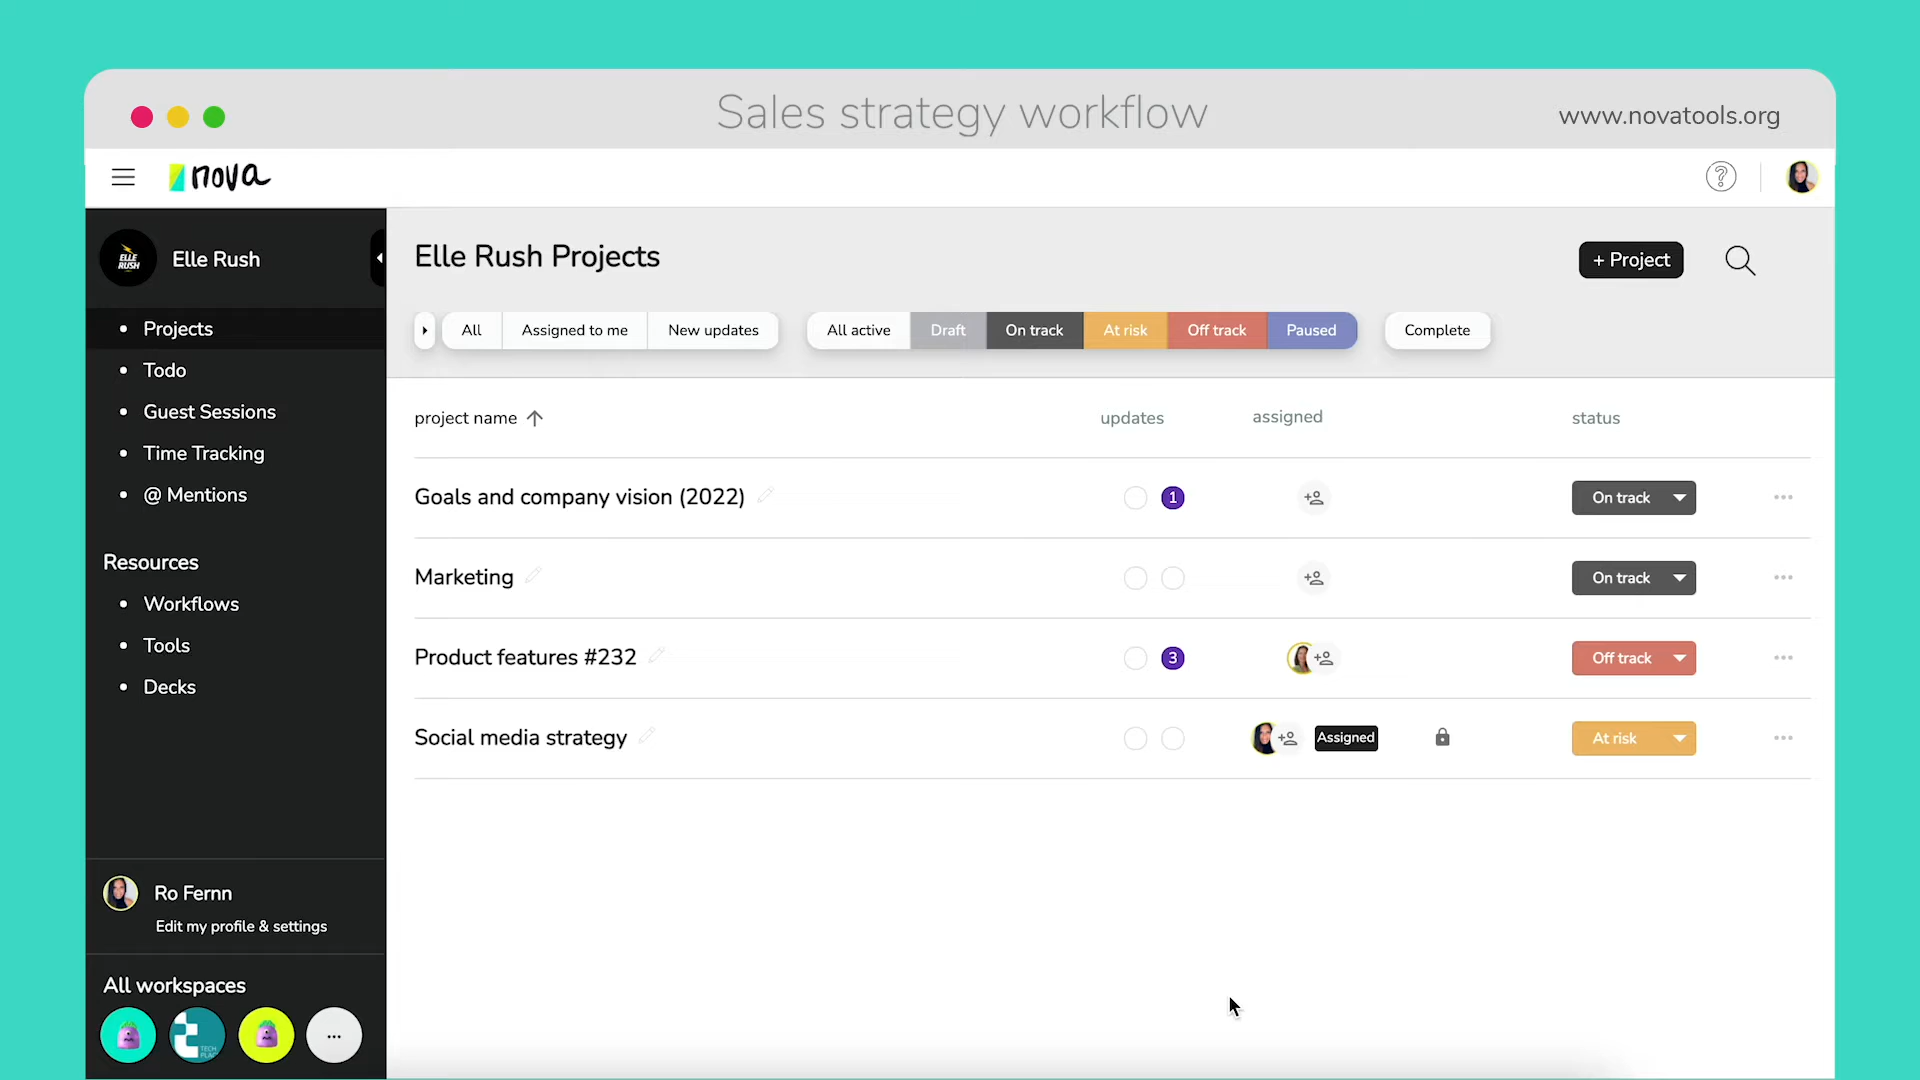 Sales strategy workflow
www.novatools.org
nova
?
ELLE RUSH
Elle Rush
Projects
Todo
Guest Sessions
Time Tracking
@ Mentions
Resources
Workflows
Tools
Decks
Ro Fernn
Edit my profile & settings
All workspaces
TECH
...
Elle Rush Projects
+ Project
All
Assigned to me
New updates
All active
Draft
On track
At risk
Off track
Paused
Complete
project name
updates
assigned
status
Goals and company vision (2022)
1
On track
Marketing
On track
Product features #232
3
Off track
Social media strategy
Assigned
At risk